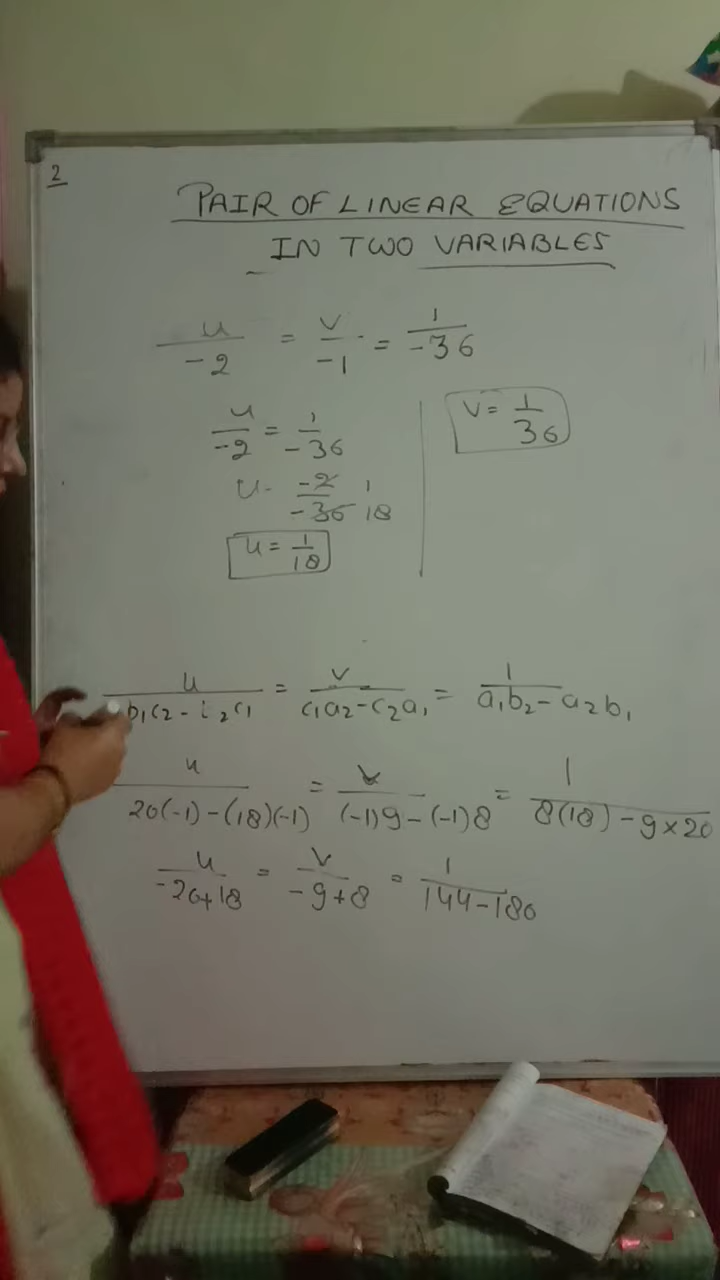 2
PAIR OF LINEAR EQUATIONS
IN TWO VARIABLES
u/-2 = v/-1 = 1/-36
u/-2 = 1/-36
v = 1/36
u - -2/-36 1 18
u = 1/18
u/b₁c₂ - c₂c₁ = v/c₁a₂ - c₂a₁ = 1/a₁b₂ - a₂b₁
u/20(-1) - (18)(-1) = v/(-1)9 - (-1)8 = 1/8(18) - 9×20
u/-20+18 = v/-9+8 = 1/144-180